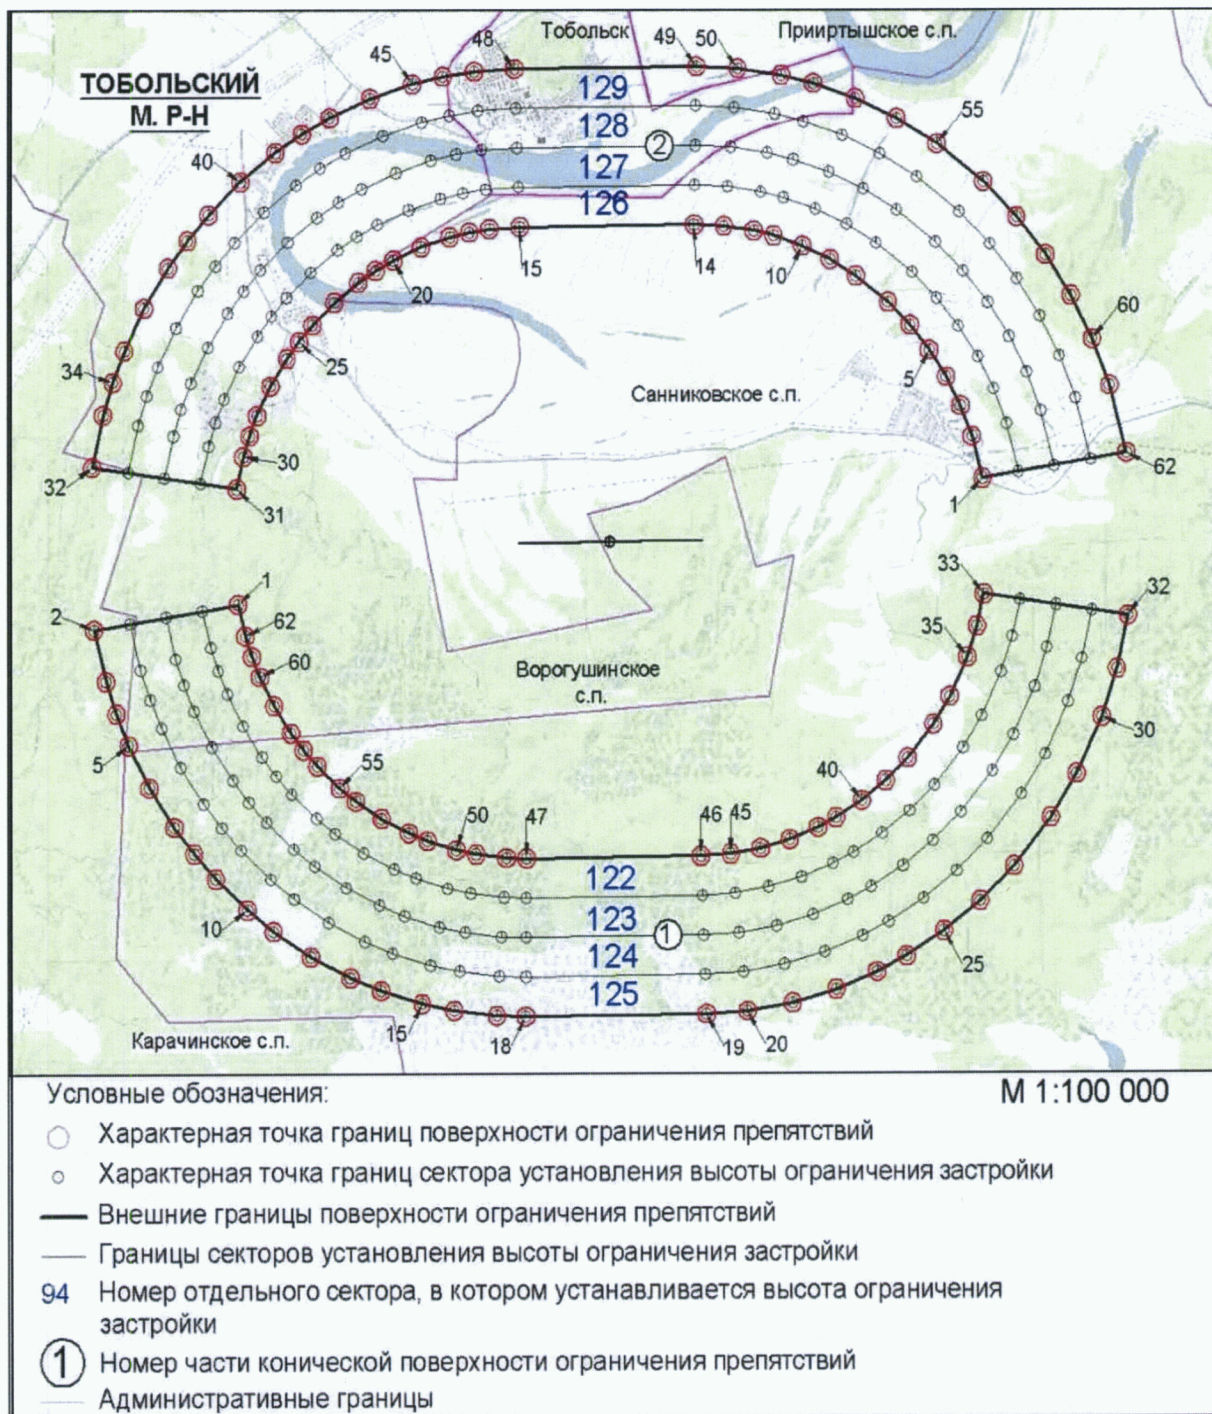 Тобольск
Прииртышское с.п.
ТОБОЛЬСКИЙ
М. Р-Н
45
48
49
50
129
128
2
127
126
55
40
15
14
10
20
25
34
60
5
Санниковское с.п.
30
32
31
1
62
1
33
32
2
62
60
35
Ворогушинское
с.п.
30
5
55
40
50
47
46
45
122
123
1
124
125
10
25
15
18
19
20
Карачинское с.п.
Условные обозначения:
М 1:100 000
Характерная точка границ поверхности ограничения препятствий
Характерная точка границ сектора установления высоты ограничения застройки
Внешние границы поверхности ограничения препятствий
Границы секторов установления высоты ограничения застройки
94 Номер отдельного сектора, в котором устанавливается высота ограничения
застройки
1 Номер части конической поверхности ограничения препятствий
Административные границы